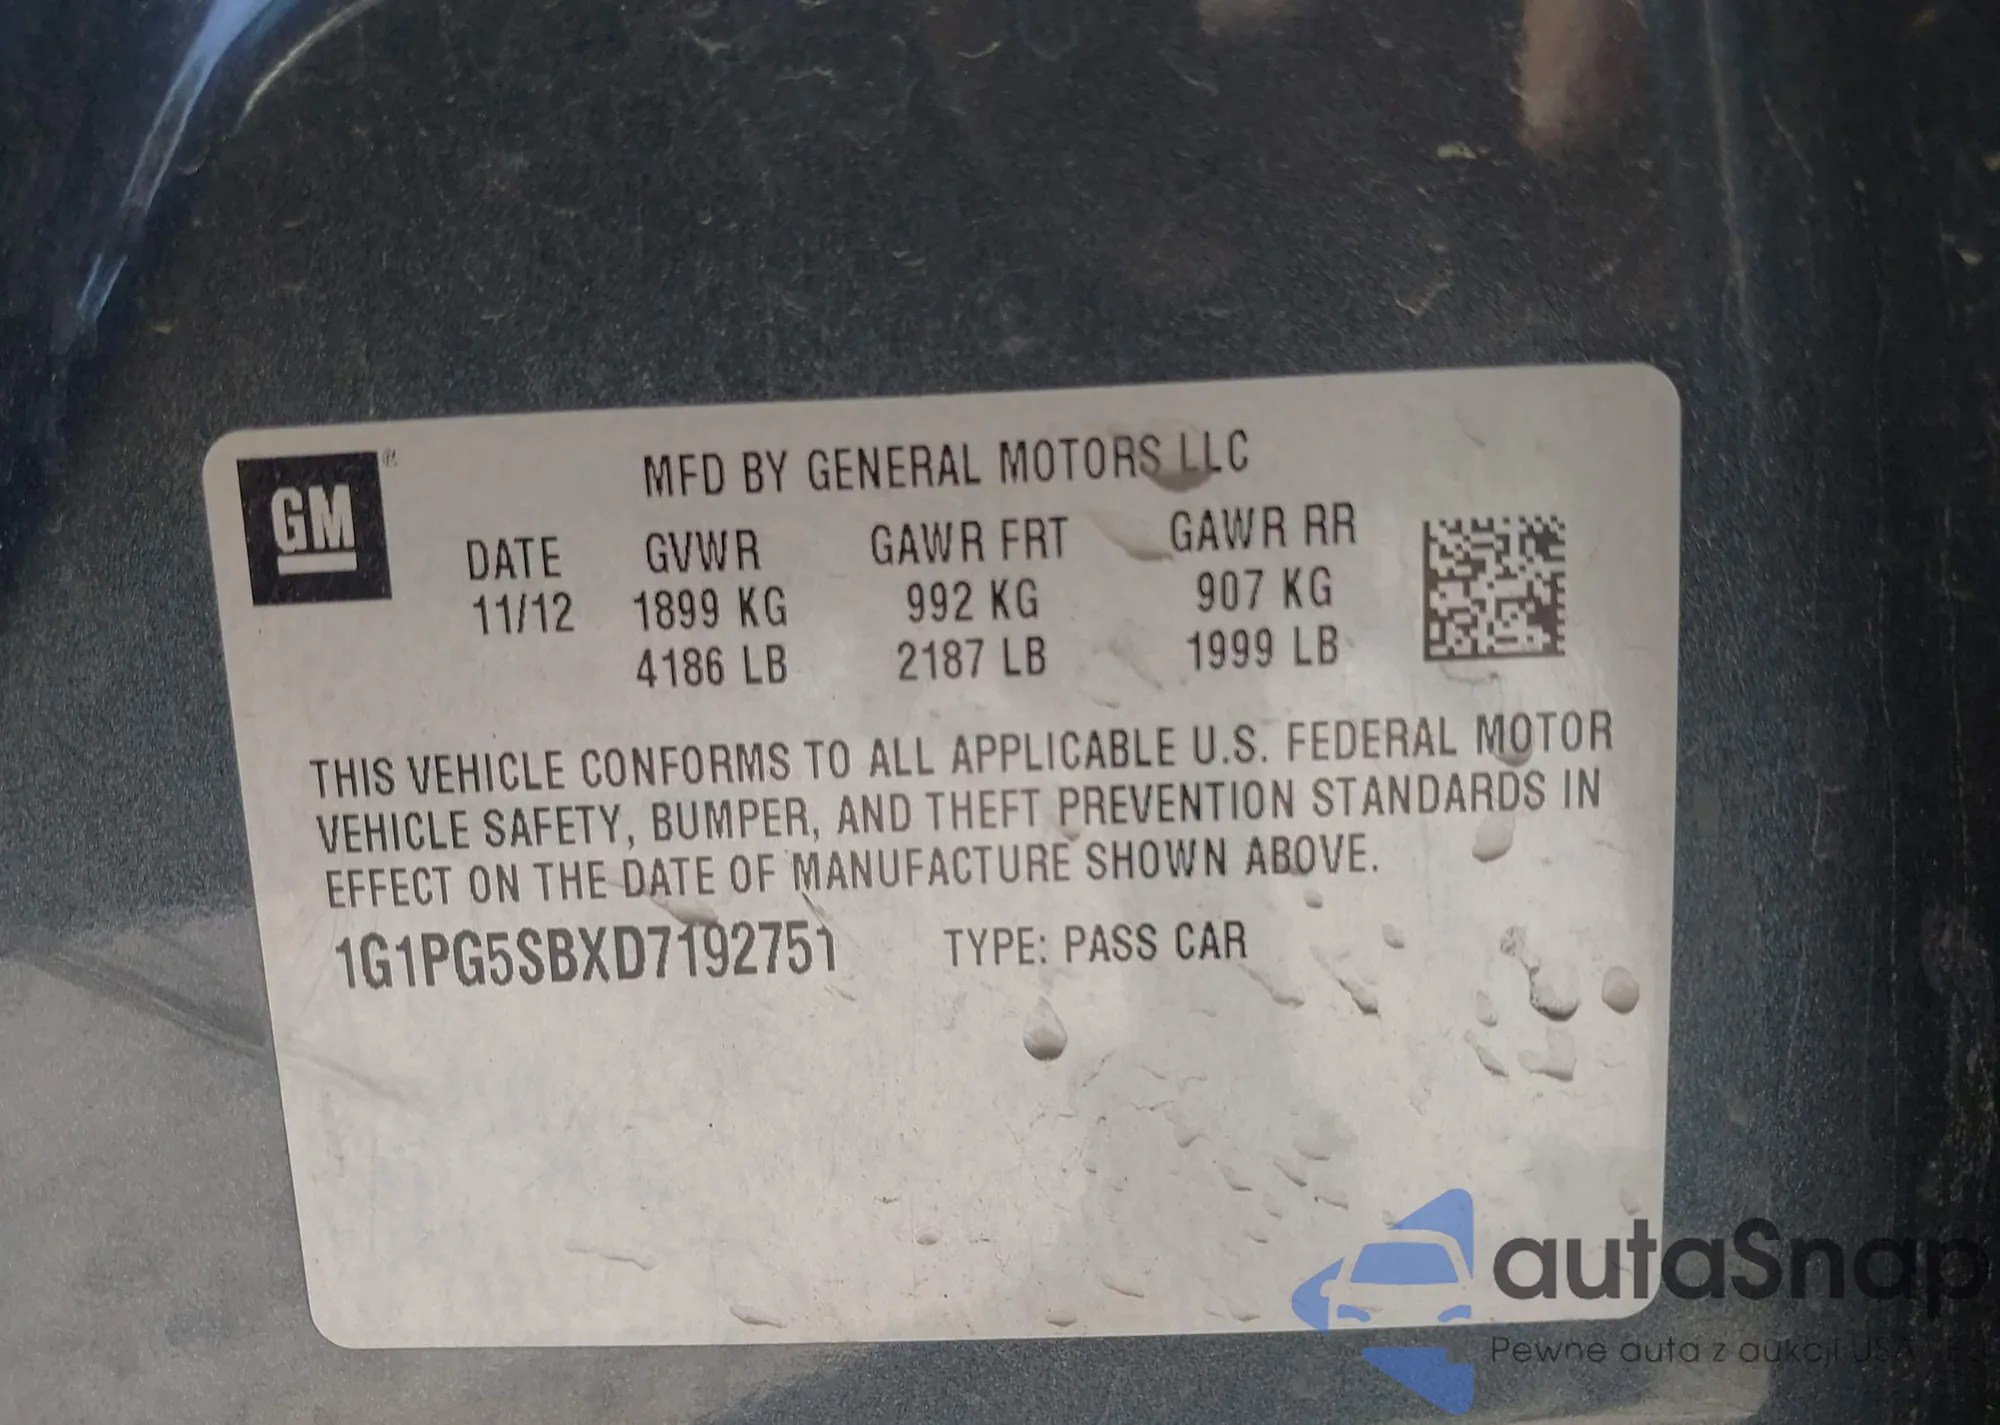 GM®
MFD BY GENERAL MOTORS LLC
DATE GVWR GAWR FRT GAWR RR
11/12 1899 KG 992 KG 907 KG
4186 LB 2187 LB 1999 LB
THIS VEHICLE CONFORMS TO ALL APPLICABLE U.S. FEDERAL MOTOR
VEHICLE SAFETY, BUMPER, AND THEFT PREVENTION STANDARDS IN
EFFECT ON THE DATE OF MANUFACTURE SHOWN ABOVE.
1G1PG5SBXD7192751 TYPE: PASS CAR
autaSnap
Pewne auta z aukcji USA